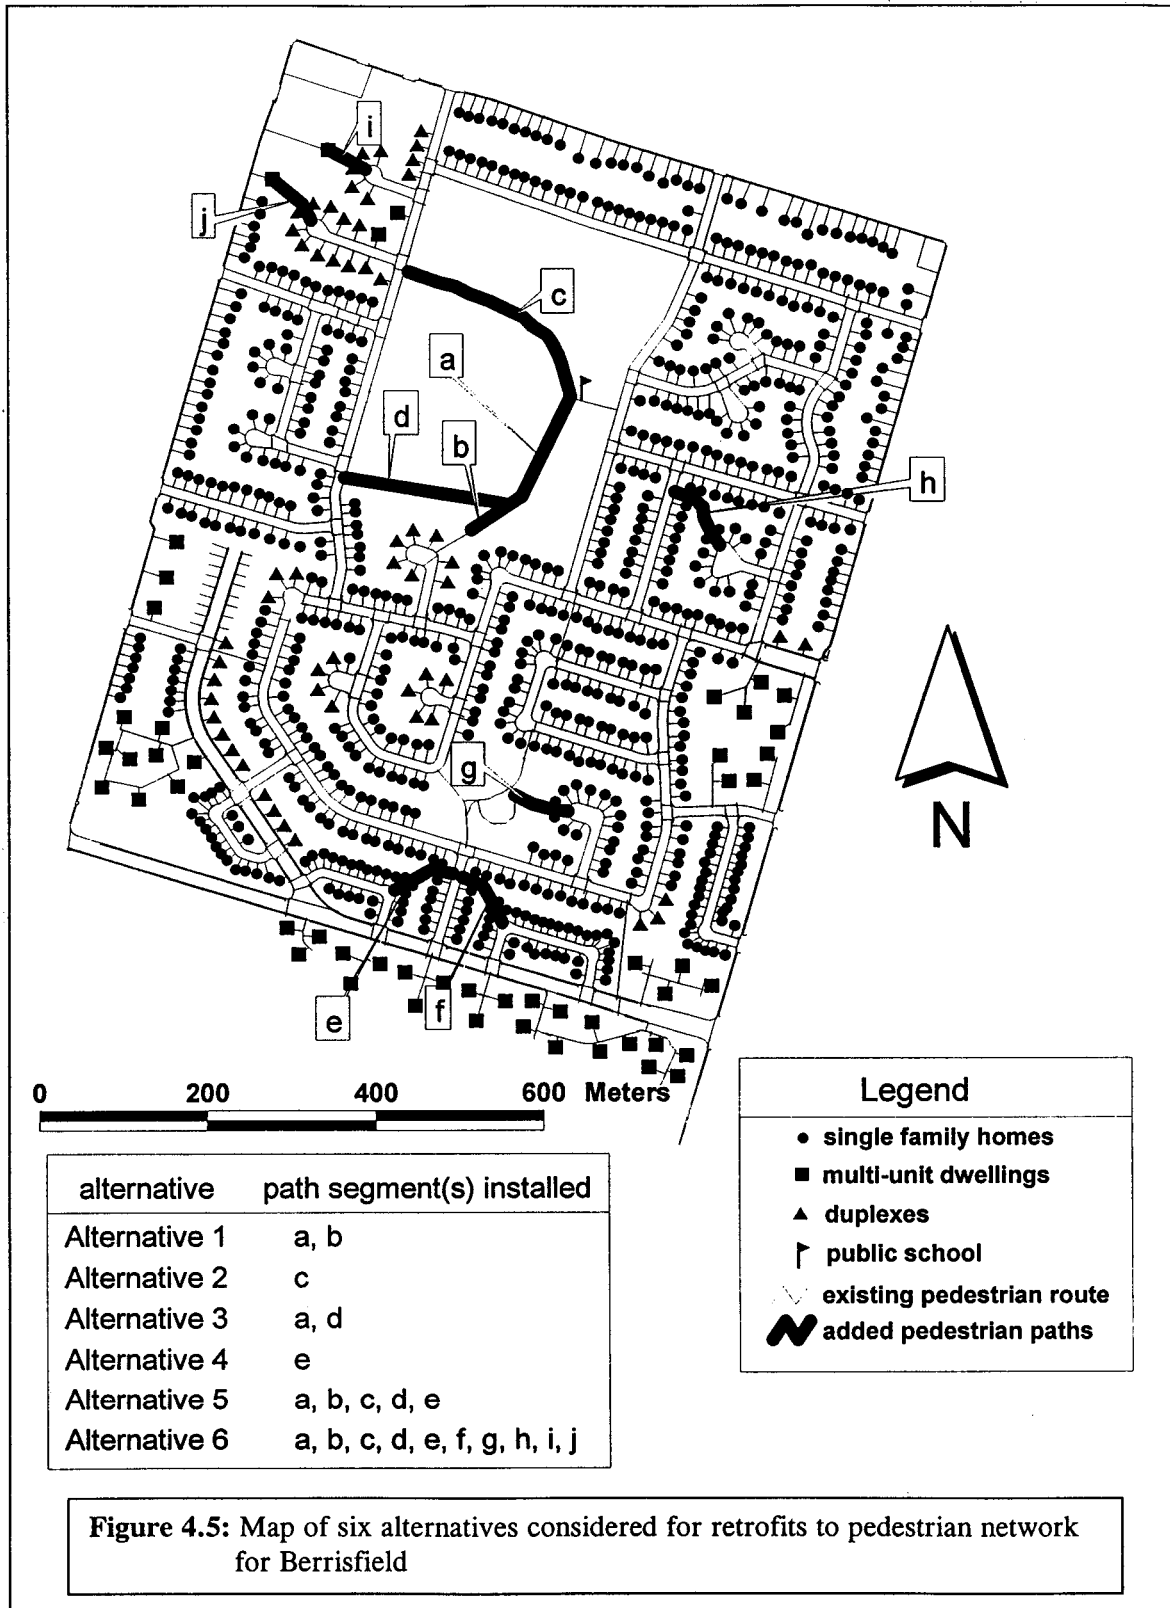 i
j
c
a
d
b
h
g
e
f
N
0 200 400 600 Meters
Legend
single family homes
multi-unit dwellings
duplexes
public school
existing pedestrian route
added pedestrian paths
alternative path segment(s) installed
Alternative 1 a, b
Alternative 2 c
Alternative 3 a, d
Alternative 4 e
Alternative 5 a, b, c, d, e
Alternative 6 a, b, c, d, e, f, g, h, i, j
Figure 4.5: Map of six alternatives considered for retrofits to pedestrian network
for Berrisfield